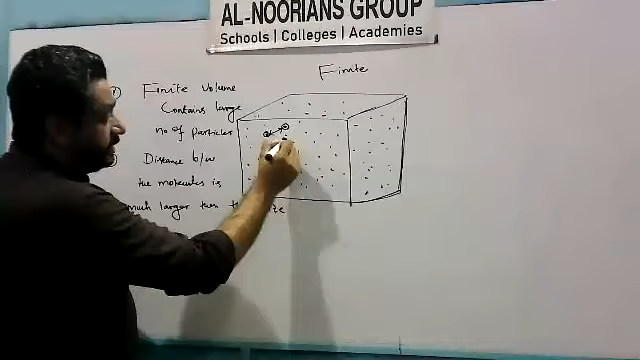 AL-NOORIANS GROUP
Schools | Colleges | Academies
Finite
Finite Volume
Contains large
no of particles
Distance b/w
the molecules is
much larger then